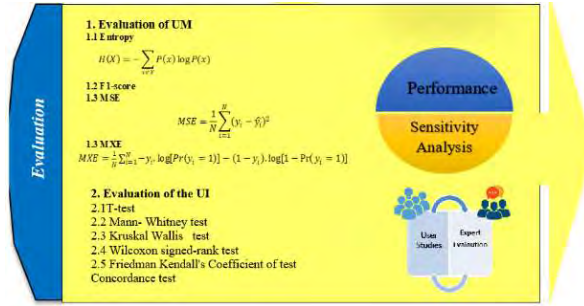 Evaluation
1. Evaluation of UM
1.1 Entropy
H(X) = −∑ P(x) log P(x)
1.2 F1-score
1.3 MSE
MSE = 1/N ∑ᵢ₌₁ᴺ (yᵢ − ŷᵢ)²
1.3 MXE
MXE = 1/N ∑ᵢ₌₁ᴺ −yᵢ. log[Pr(yᵢ = 1)] − (1 − yᵢ). log[1 − Pr(yᵢ = 1)]
2. Evaluation of the UI
2.1T-test
2.2 Mann- Whitney test
2.3 Kruskal Wallis test
2.4 Wilcoxon signed-rank test
2.5 Friedman Kendall's Coefficient of test
Concordance test
Performance
Sensitivity
Analysis
User
Studies
Expert
Evaluation